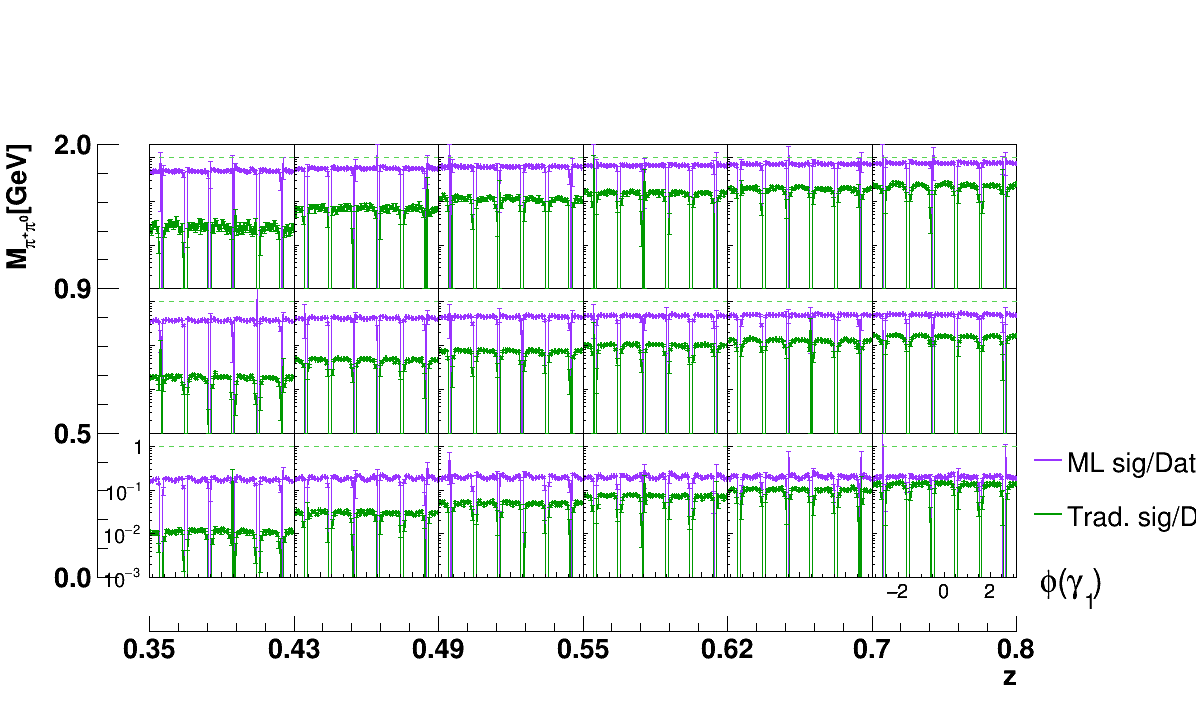 2.0
M_{π⁺π⁰}[GeV]
0.9
0.5
1
10⁻¹
10⁻²
10⁻³
0.0
ML sig/Dat
Trad. sig/D
−2 0 2
ϕ(γ₁)
0.35 0.43 0.49 0.55 0.62 0.7 0.8
z